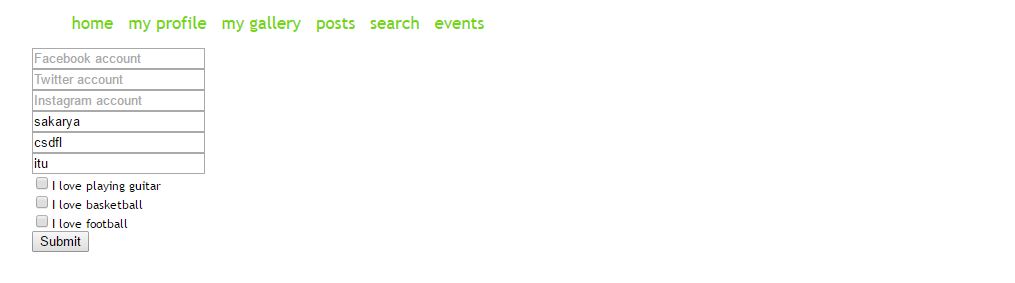 home my profile my gallery posts search events
Facebook account
Twitter account
Instagram account
sakarya
csdfl
itu
I love playing guitar
I love basketball
I love football
Submit